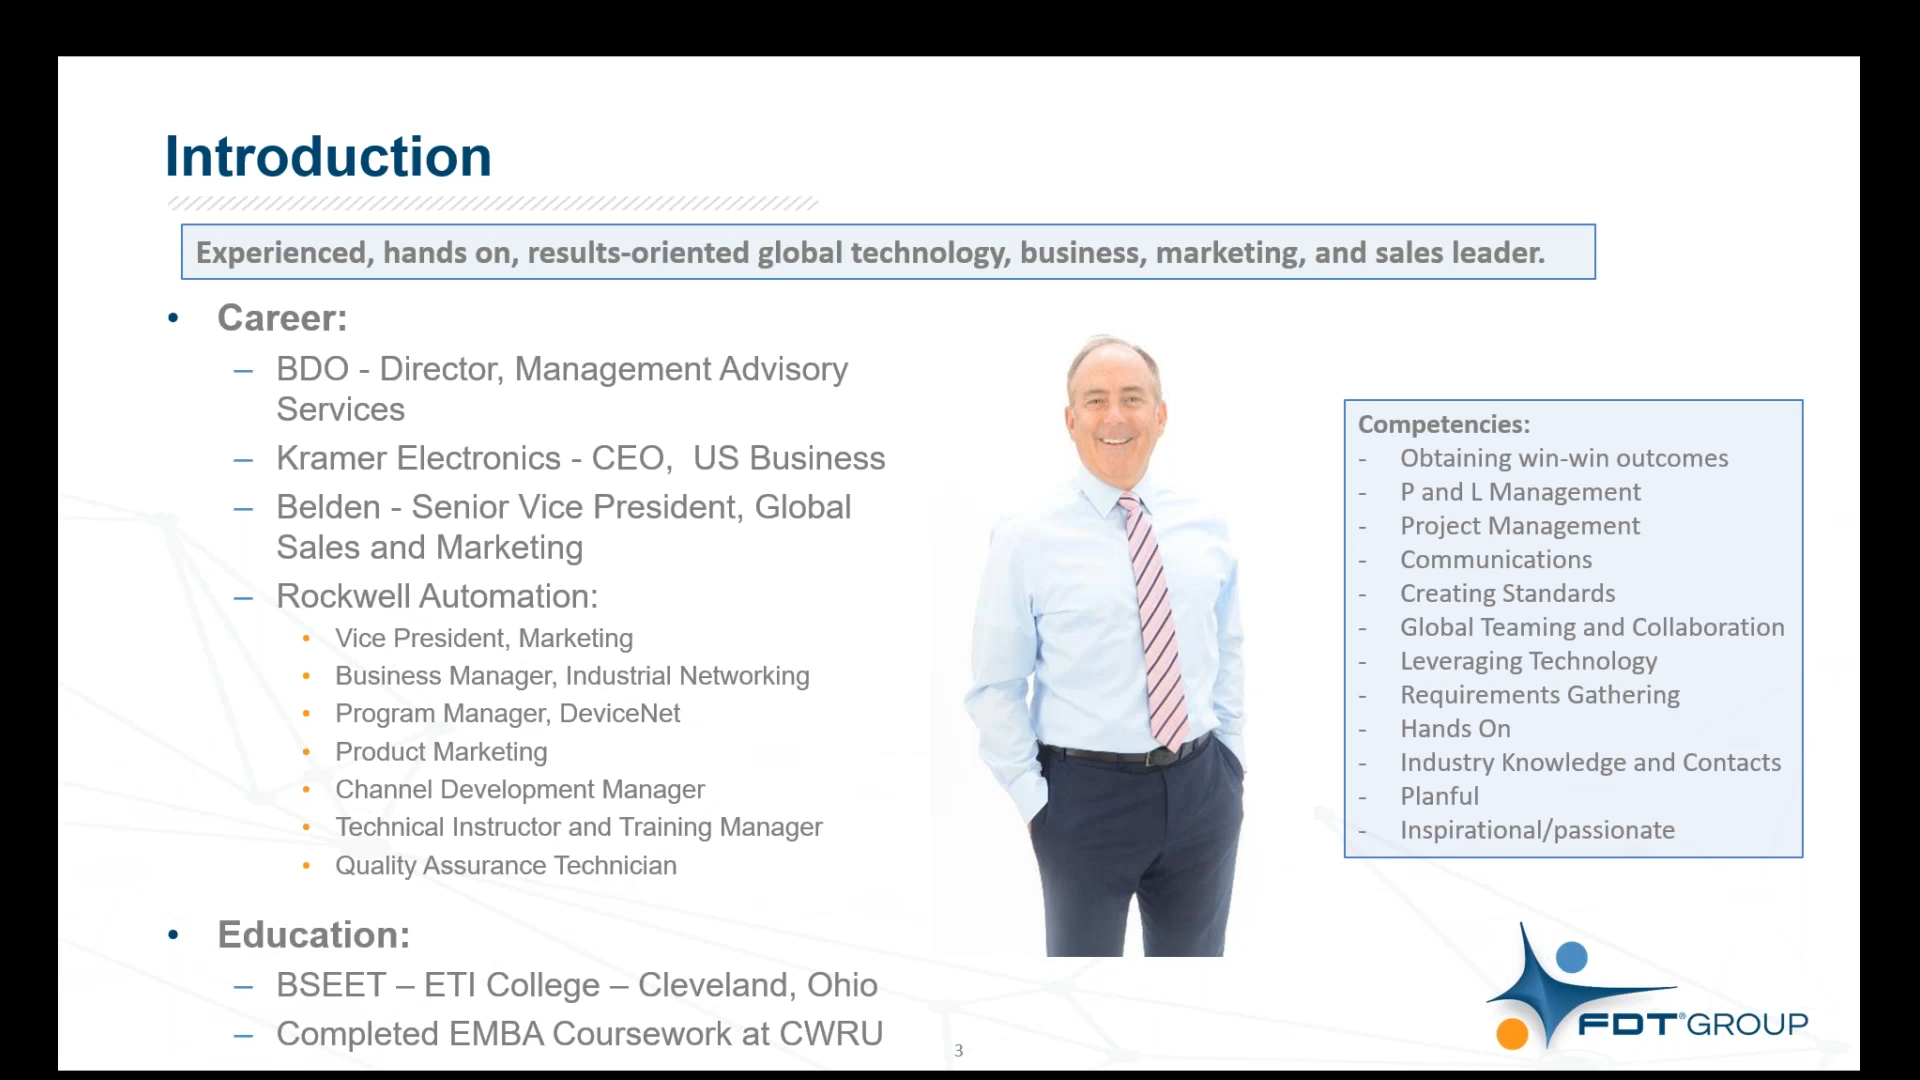 Introduction
Experienced, hands on, results-oriented global technology, business, marketing, and sales leader.
• Career:
– BDO - Director, Management Advisory
Services
– Kramer Electronics - CEO,  US Business
– Belden - Senior Vice President, Global
Sales and Marketing
– Rockwell Automation:
• Vice President, Marketing
• Business Manager, Industrial Networking
• Program Manager, DeviceNet
• Product Marketing
• Channel Development Manager
• Technical Instructor and Training Manager
• Quality Assurance Technician
• Education:
– BSEET – ETI College – Cleveland, Ohio
– Completed EMBA Coursework at CWRU
Competencies:
- Obtaining win-win outcomes
- P and L Management
- Project Management
- Communications
- Creating Standards
- Global Teaming and Collaboration
- Leveraging Technology
- Requirements Gathering
- Hands On
- Industry Knowledge and Contacts
- Planful
- Inspirational/passionate
FDT® GROUP
3